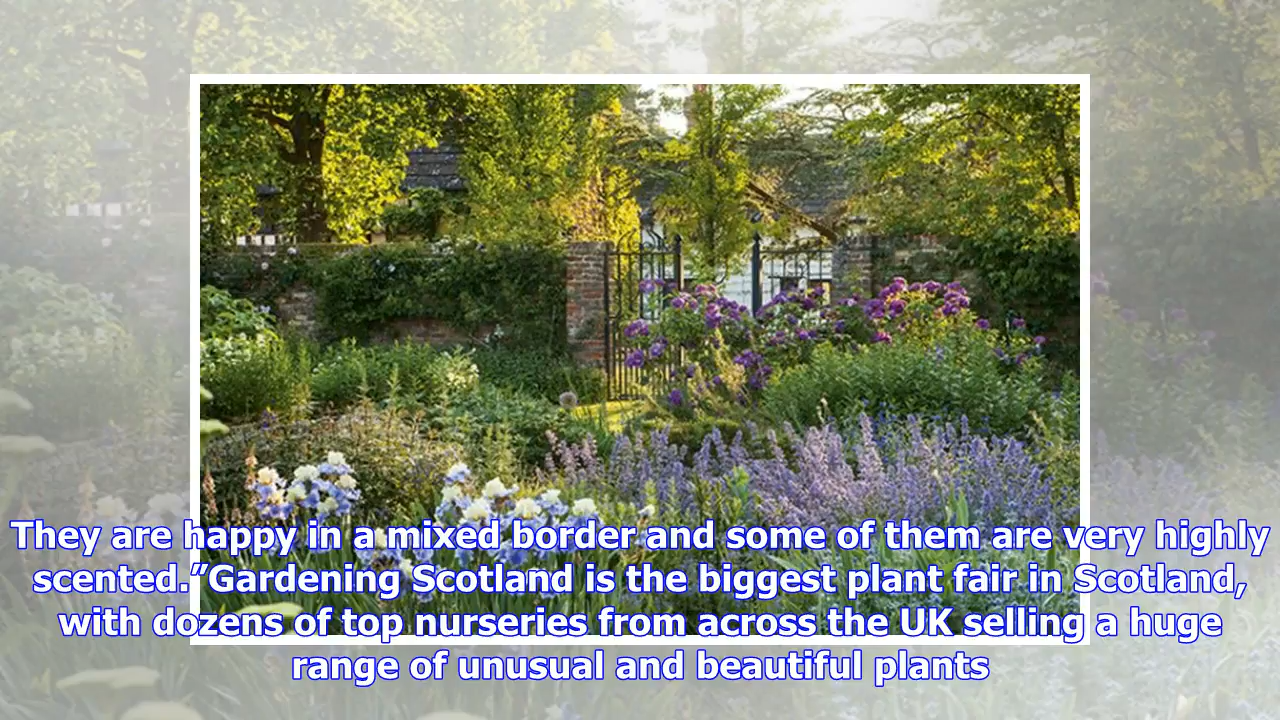 They are happy in a mixed border and some of them are very highly
scented.”Gardening Scotland is the biggest plant fair in Scotland,
with dozens of top nurseries from across the UK selling a huge
range of unusual and beautiful plants